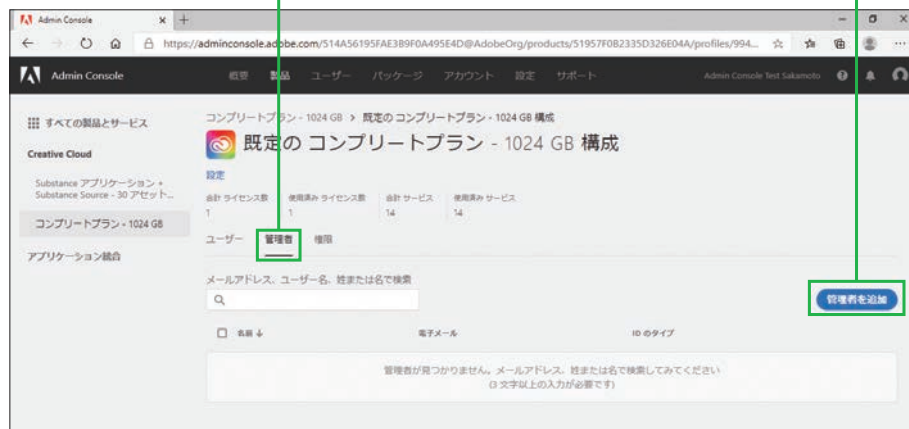 Admin Console
https://adminconsole.adobe.com/514A56195FAE3B9F0A495E4D@AdobeOrg/products/51957F0B2335D326E04A/profiles/994...
Admin Console 概要 製品 ユーザー パッケージ アカウント 設定 サポート Admin Console Test Sakamoto
すべての製品とサービス
Creative Cloud
Substance アプリケーション +
Substance Source - 30 アセット...
コンプリートプラン - 1024 GB
アプリケーション統合
コンプリートプラン - 1024 GB > 既定の コンプリートプラン - 1024 GB 構成
既定の コンプリートプラン - 1024 GB 構成
設定
合計 ライセンス数 使用済み ライセンス数 合計 サービス 使用済み サービス
1 1 14 14
ユーザー 管理者 権限
メールアドレス、ユーザー名、姓または名で検索
管理者を追加
名前 ↓ 電子メール ID のタイプ
管理者が見つかりません。メールアドレス、姓または名で検索してみてください
(3 文字以上の入力が必要です)